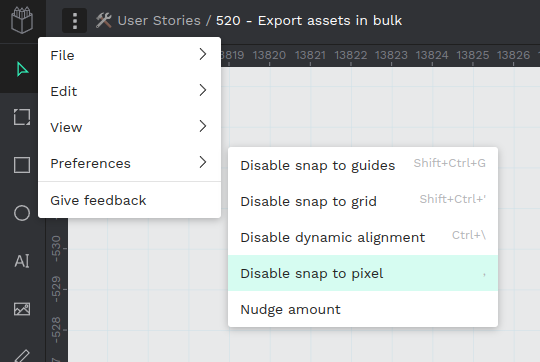 🛠️ User Stories / 520 - Export assets in bulk
13819 13820 13821 13822 13823 13824 13825 13826
File
Edit
View
Preferences
Give feedback
Disable snap to guides Shift+Ctrl+G
Disable snap to grid Shift+Ctrl+'
Disable dynamic alignment Ctrl+\
Disable snap to pixel ,
Nudge amount
AI
-530
-529
-528